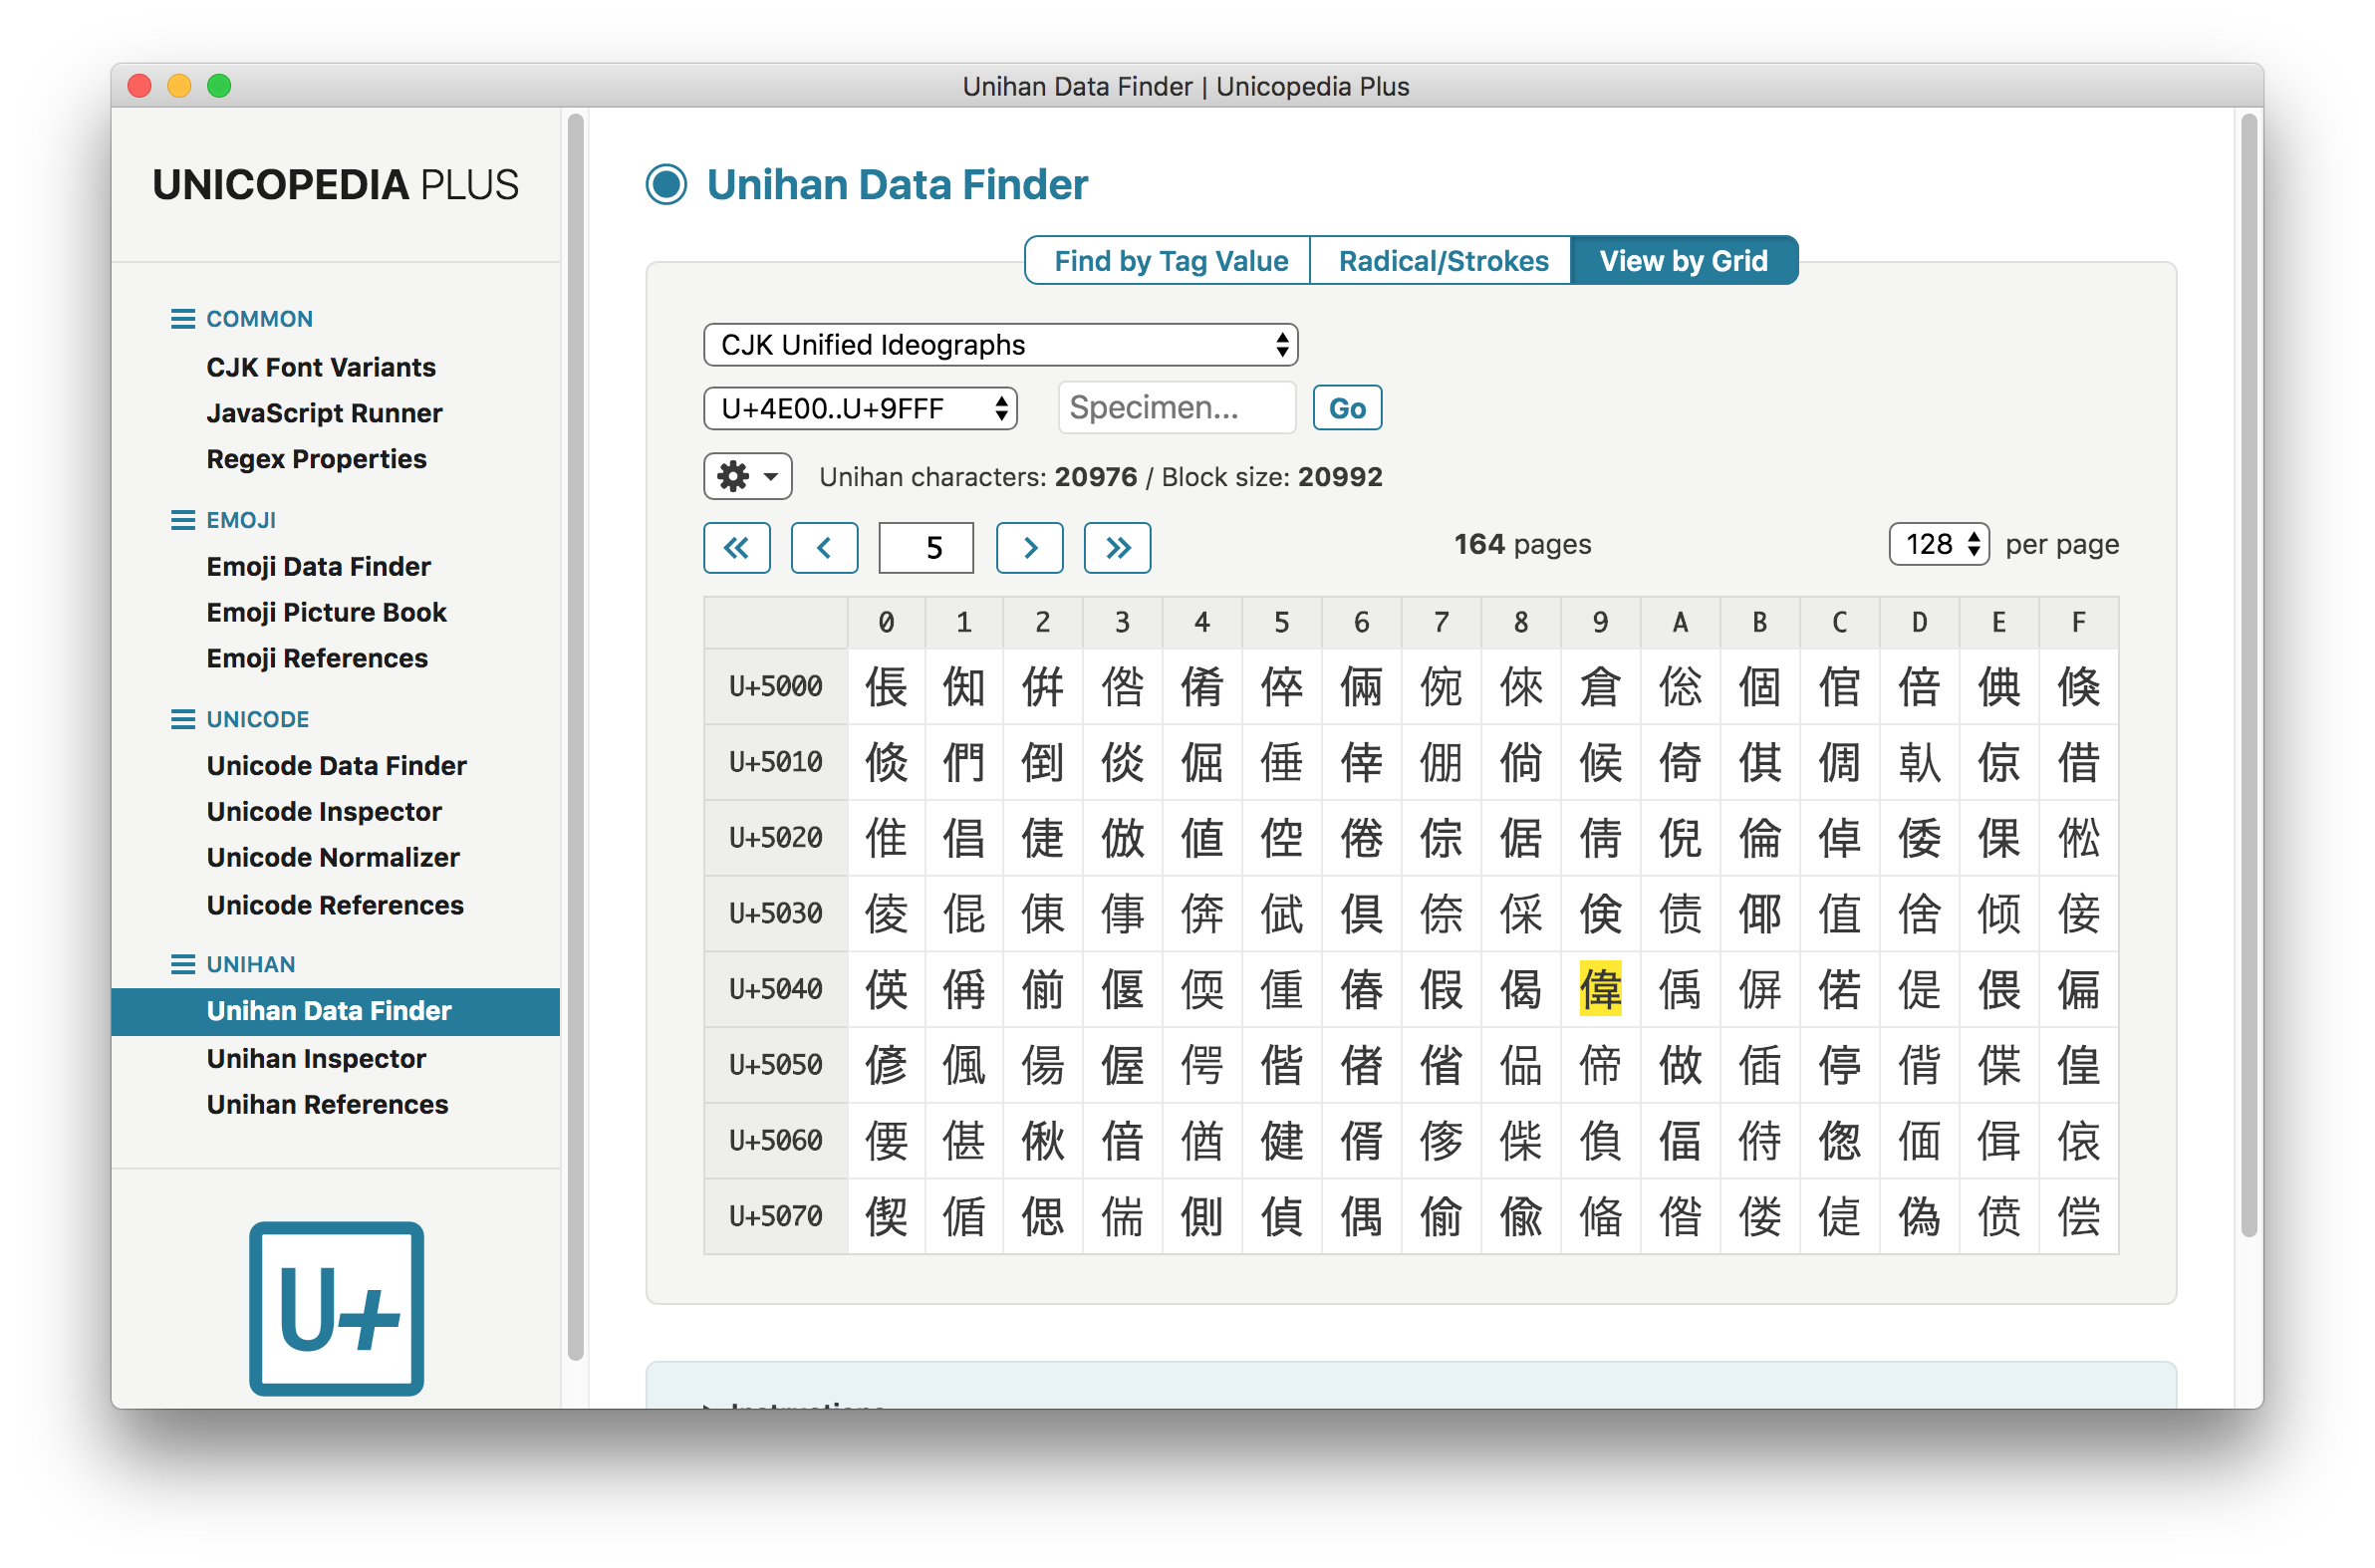 Unihan Data Finder | Unicopedia Plus
UNICOPEDIA PLUS
COMMON
CJK Font Variants
JavaScript Runner
Regex Properties
EMOJI
Emoji Data Finder
Emoji Picture Book
Emoji References
UNICODE
Unicode Data Finder
Unicode Inspector
Unicode Normalizer
Unicode References
UNIHAN
Unihan Data Finder
Unihan Inspector
Unihan References
U+
Unihan Data Finder
Find by Tag Value Radical/Strokes View by Grid
CJK Unified Ideographs
U+4E00..U+9FFF Specimen... Go
Unihan characters: 20976 / Block size: 20992
« ‹ 5 › » 164 pages 128 per page
0 1 2 3 4 5 6 7 8 9 A B C D E F
U+5000 倀 倁 倂 倃 倄 倅 倆 倇 倈 倉 倊 個 倌 倍 倎 倏
U+5010 倐 們 倒 倓 倔 倕 倖 倗 倘 候 倚 倛 倜 倝 倞 借
U+5020 倠 倡 倢 倣 値 倥 倦 倧 倨 倩 倪 倫 倬 倭 倮 倯
U+5030 倰 倱 倲 倳 倴 倵 倶 倷 倸 倹 债 倻 值 倽 倾 倿
U+5040 偀 偁 偂 偃 偄 偅 偆 假 偈 偉 偊 偋 偌 偍 偎 偏
U+5050 偐 偑 偒 偓 偔 偕 偖 偗 偘 偙 做 偛 停 偝 偞 偟
U+5060 偠 偡 偢 偣 偤 健 偦 偧 偨 偩 偪 偫 偬 偭 偮 偯
U+5070 偰 偱 偲 偳 側 偵 偶 偷 偸 偹 偺 偻 偼 偽 偾 偿
Instructions